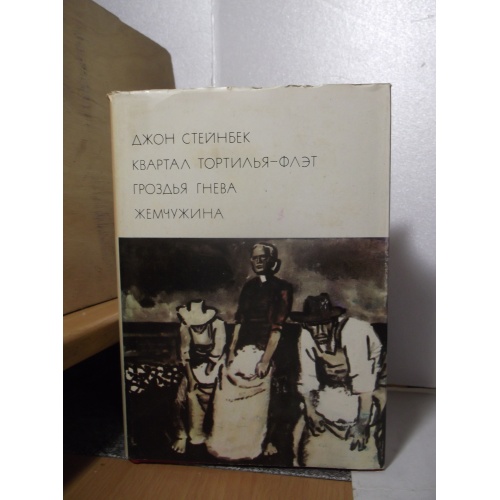 ДЖОН СТЕЙНБЕК
КВАРТАЛ ТОРТИЛЬЯ-ФЛЭТ
ГРОЗДЬЯ ГНЕВА
ЖЕМЧУЖИНА